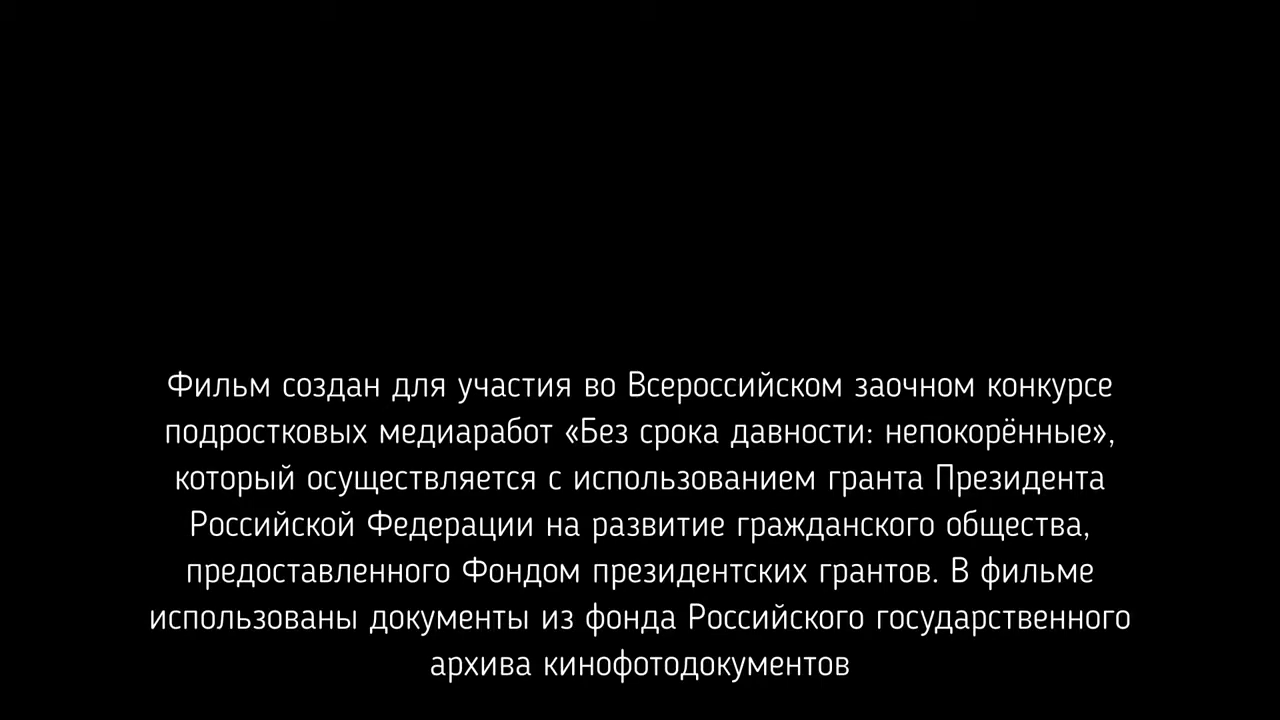 Фильм создан для участия во Всероссийском заочном конкурсе
подростковых медиаработ «Без срока давности: непокорённые»,
который осуществляется с использованием гранта Президента
Российской Федерации на развитие гражданского общества,
предоставленного Фондом президентских грантов. В фильме
использованы документы из фонда Российского государственного
архива кинофотодокументов